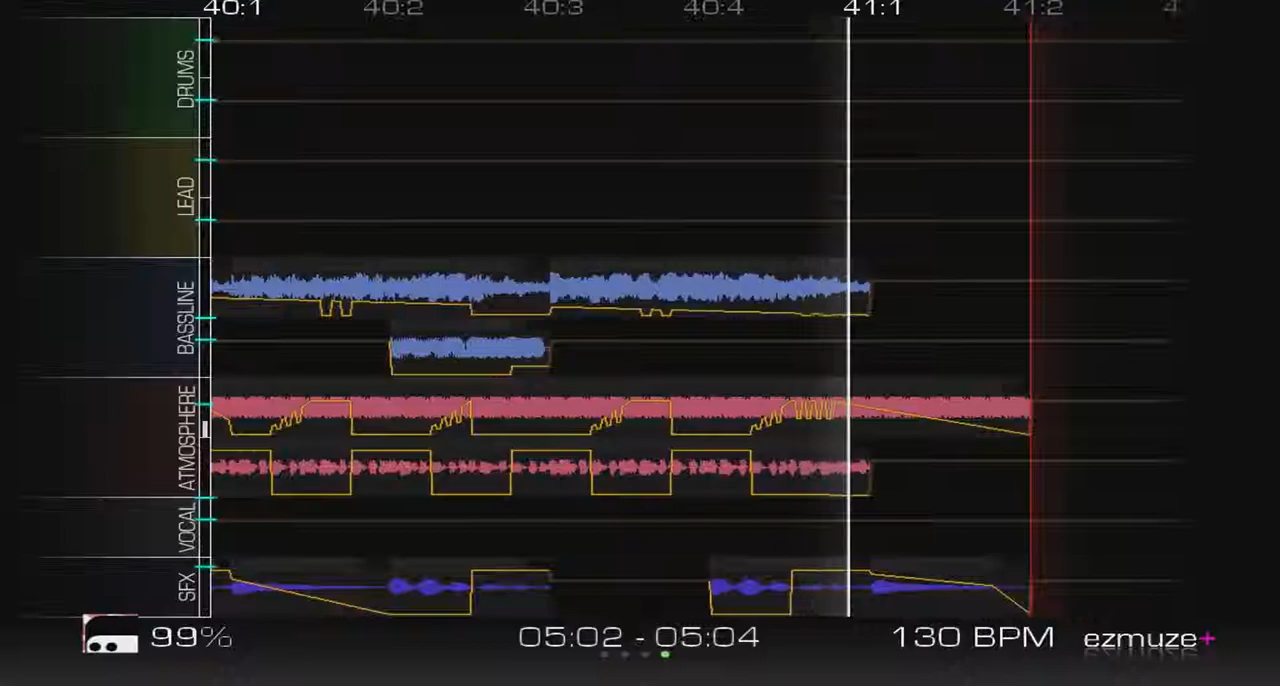 40:1 40:2 40:3 40:4 41:1 41:2
DRUMS
LEAD
BASSLINE
ATMOSPHERE
VOCAL
SFX
99% 05:02 - 05:04 130 BPM ezmuze+